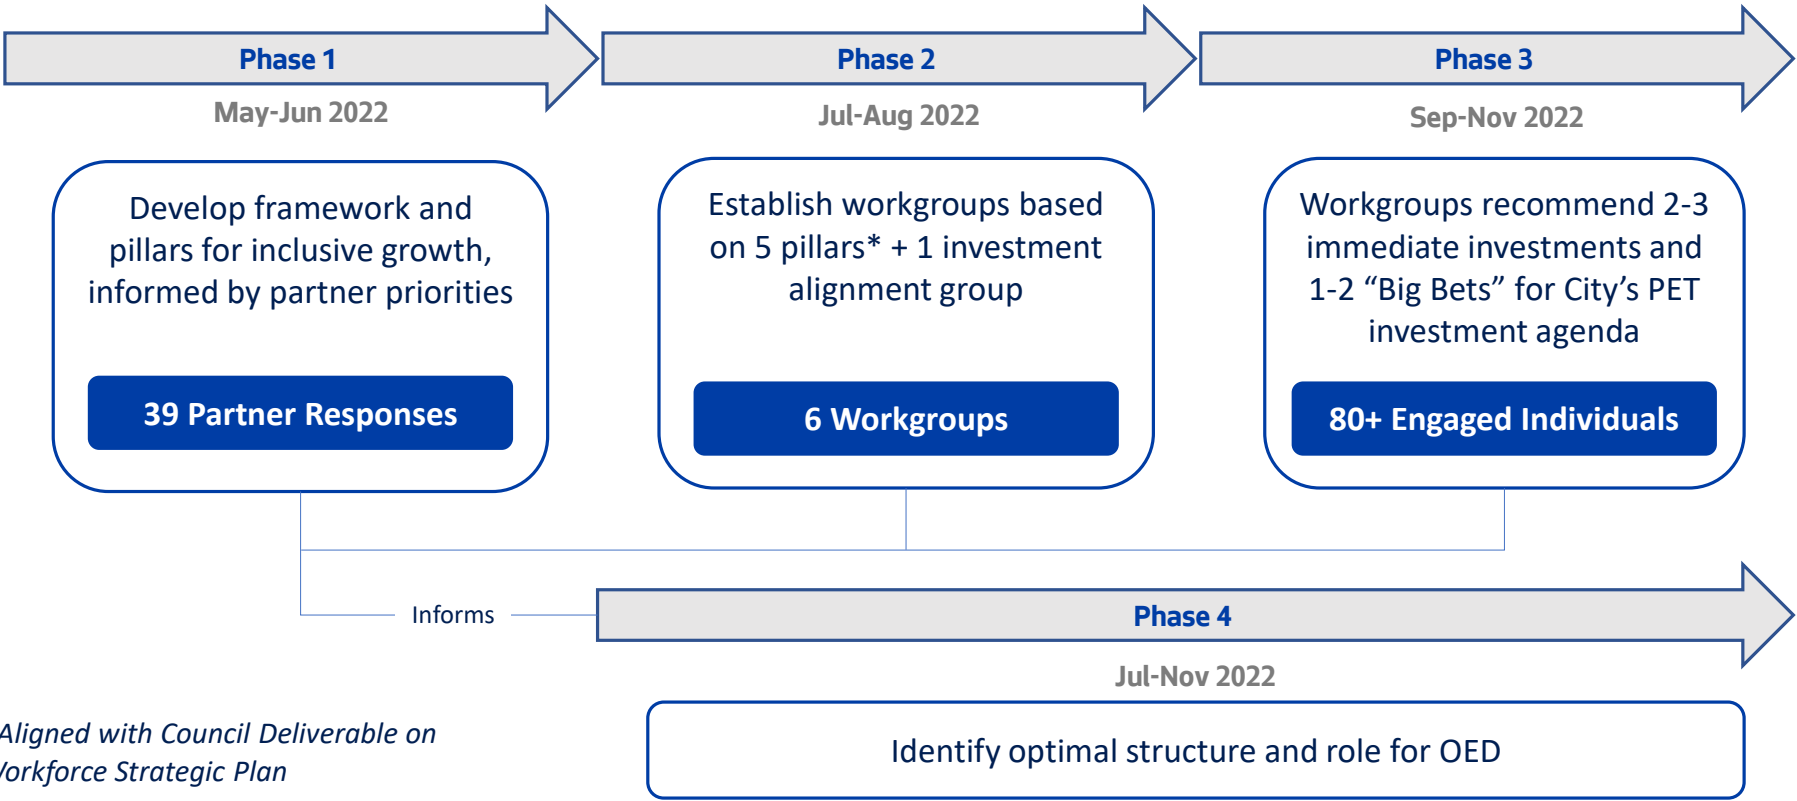 Phase 1
Phase 2
Phase 3
May-Jun 2022
Jul-Aug 2022
Sep-Nov 2022
Develop framework and
pillars for inclusive growth,
informed by partner priorities
39 Partner Responses
Establish workgroups based
on 5 pillars* + 1 investment
alignment group
6 Workgroups
Workgroups recommend 2-3
immediate investments and
1-2 “Big Bets” for City’s PET
investment agenda
80+ Engaged Individuals
Informs
Phase 4
Jul-Nov 2022
Identify optimal structure and role for OED
Aligned with Council Deliverable on
Workforce Strategic Plan